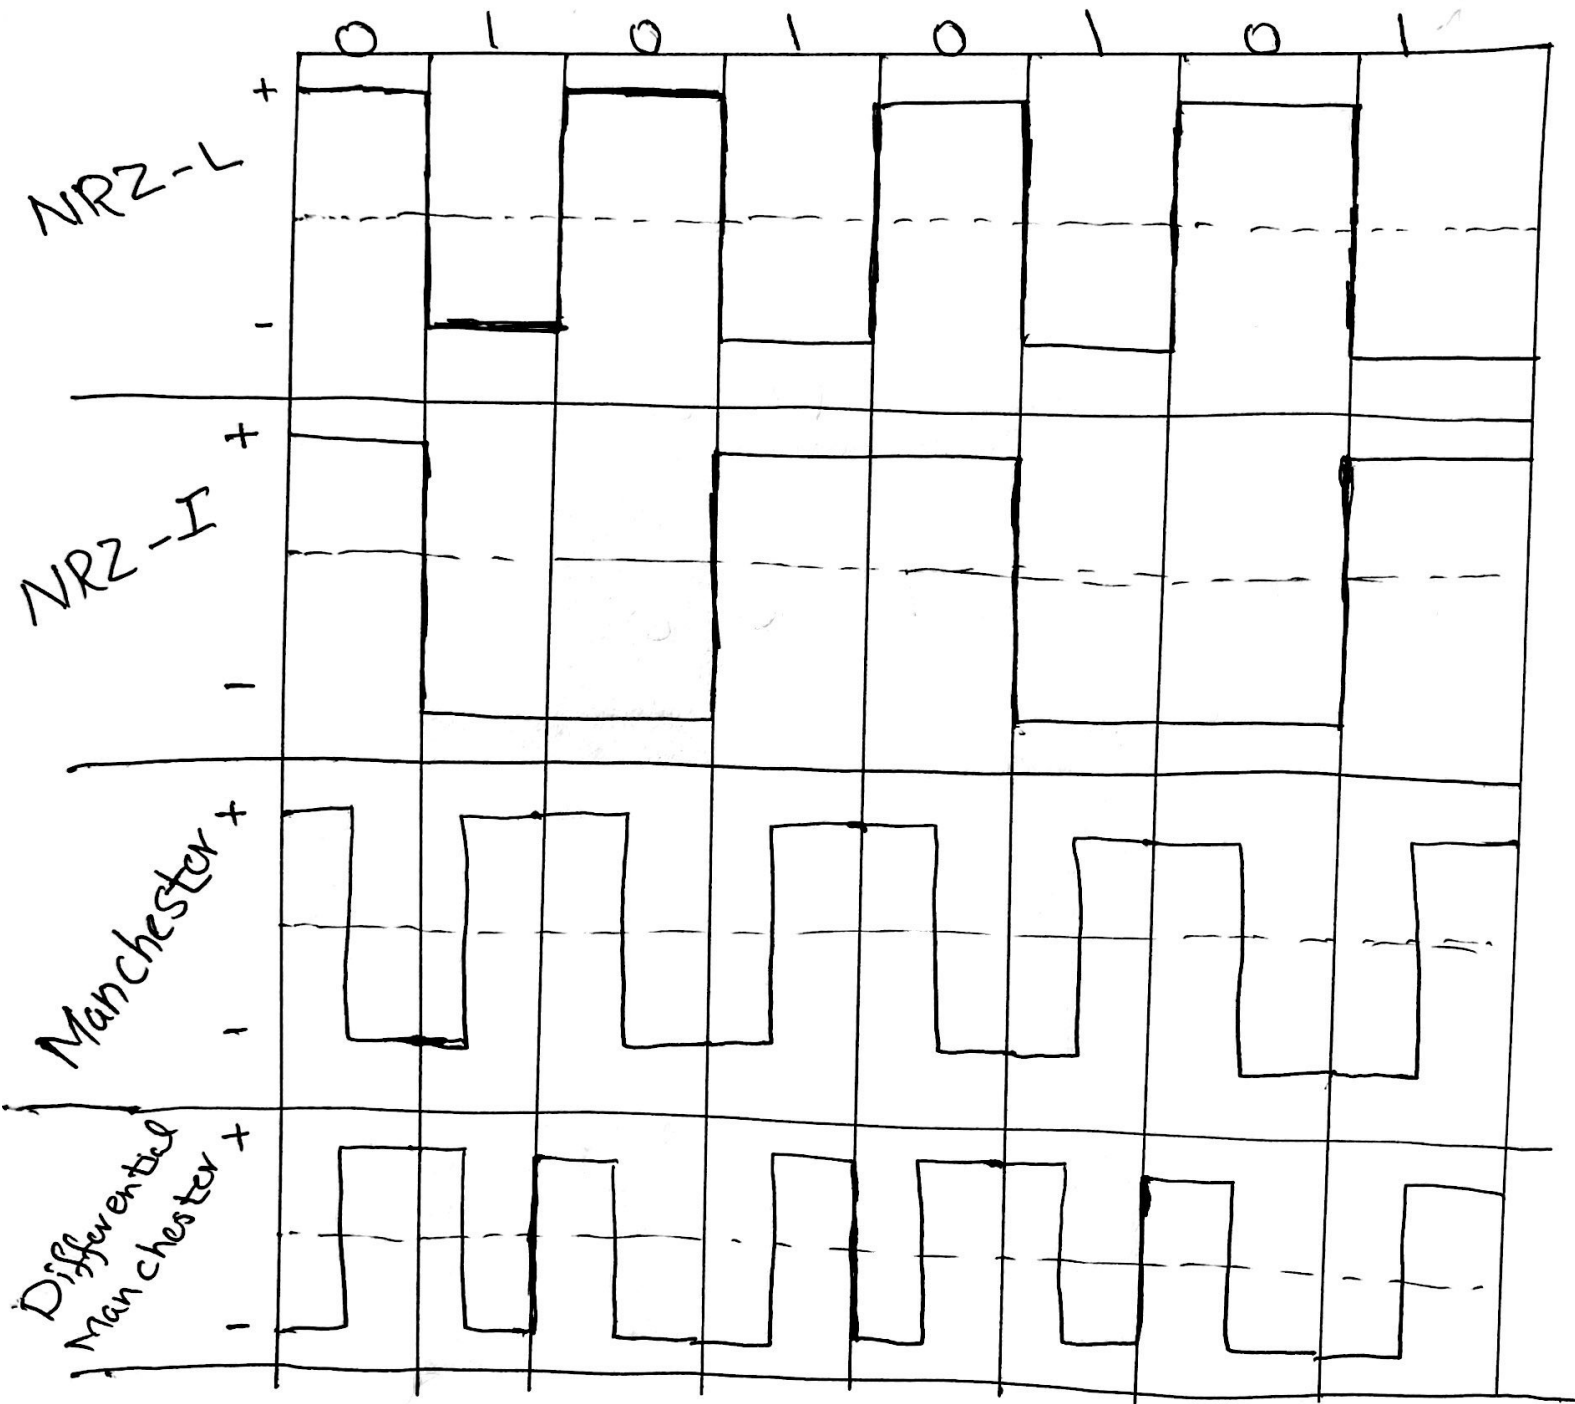 0 1 0 1 0 1 0 1
+
NRZ-L
-
+
NRZ-I
-
+
Manchester
-
+
Differential
Manchester
-